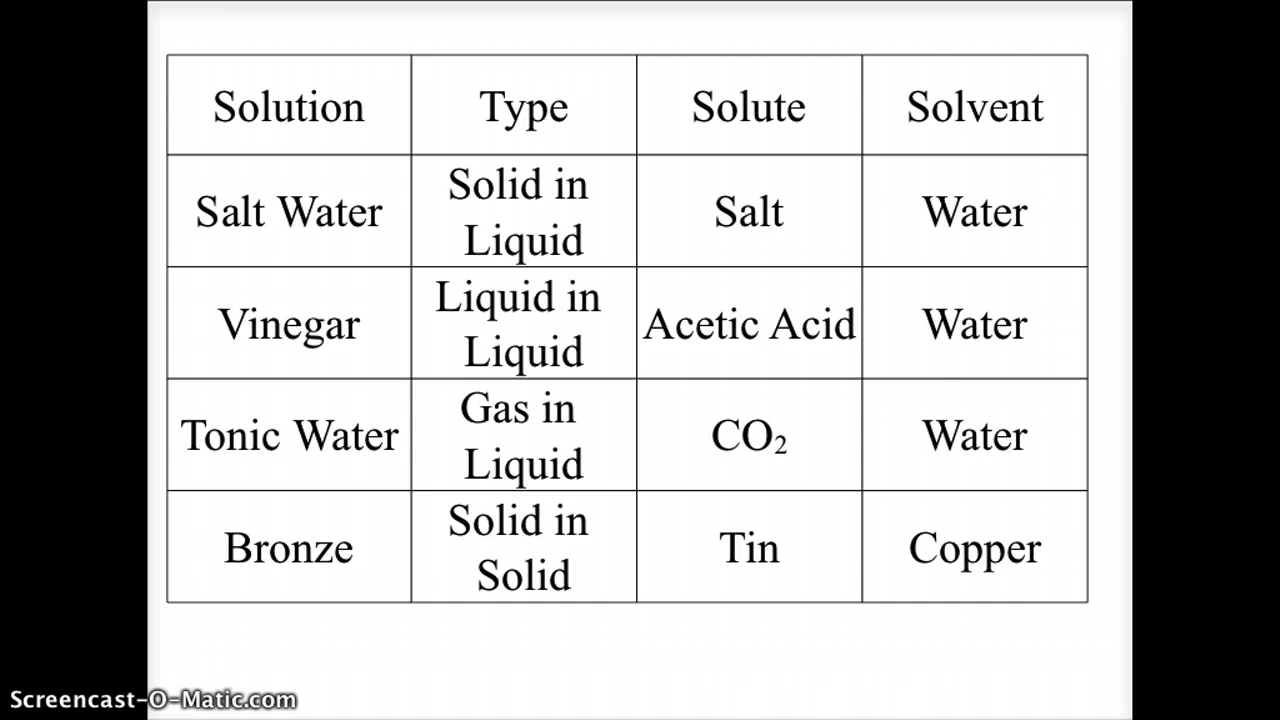 Solution Type Solute Solvent
Salt Water Solid in Liquid Salt Water
Vinegar Liquid in Liquid Acetic Acid Water
Tonic Water Gas in Liquid CO₂ Water
Bronze Solid in Solid Tin Copper
Screencast-O-Matic.com